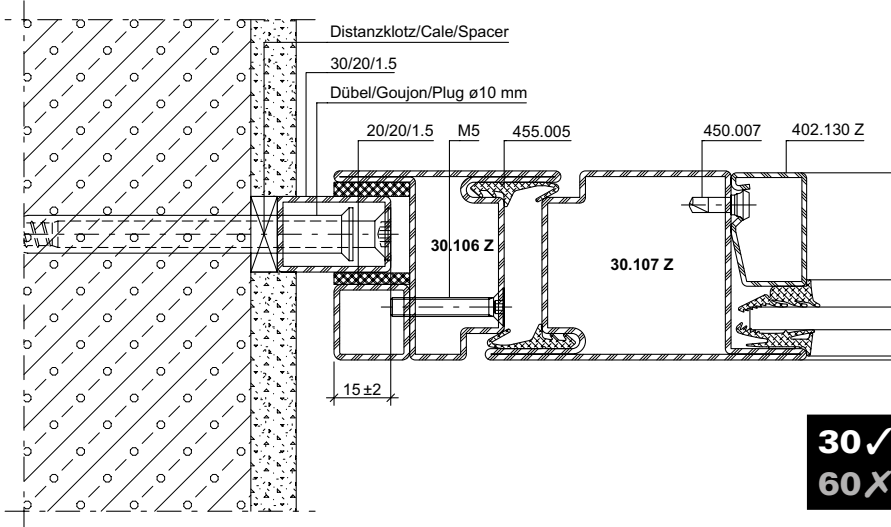 Distanzklotz/Cale/Spacer
30/20/1.5
Dübel/Goujon/Plug ø10 mm
20/20/1.5 M5 455.005 450.007 402.130 Z
30.106 Z
30.107 Z
15±2
30✓
60✗